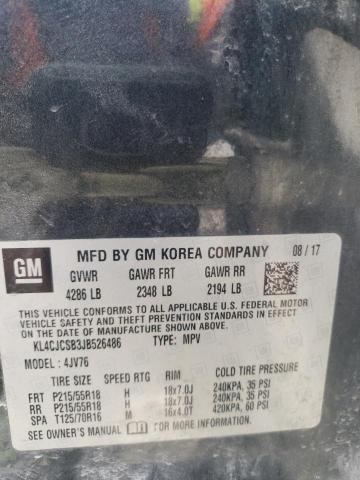 GM
MFD BY GM KOREA COMPANY 08/17
GVWR GAWR FRT GAWR RR
4286 LB 2348 LB 2194 LB
THIS VEHICLE CONFORMS TO ALL APPLICABLE U.S. FEDERAL MOTOR
VEHICLE SAFETY, BUMPER, AND THEFT PREVENTION STANDARDS IN
EFFECT ON THE DATE OF MANUFACTURE SHOWN ABOVE.
KL4CJCSB3JB526486 TYPE: MPV
MODEL : 4JV76
TIRE SIZE SPEED RTG RIM COLD TIRE PRESSURE
FRT P215/55R18 H 18x7.0J 240KPA, 35 PSI
RR P215/55R18 H 18x7.0J 240KPA, 35 PSI
SPA T125/70R16 M 16x4.0T 420KPA, 60 PSI
SEE OWNER'S MANUAL FOR MORE INFORMATION.